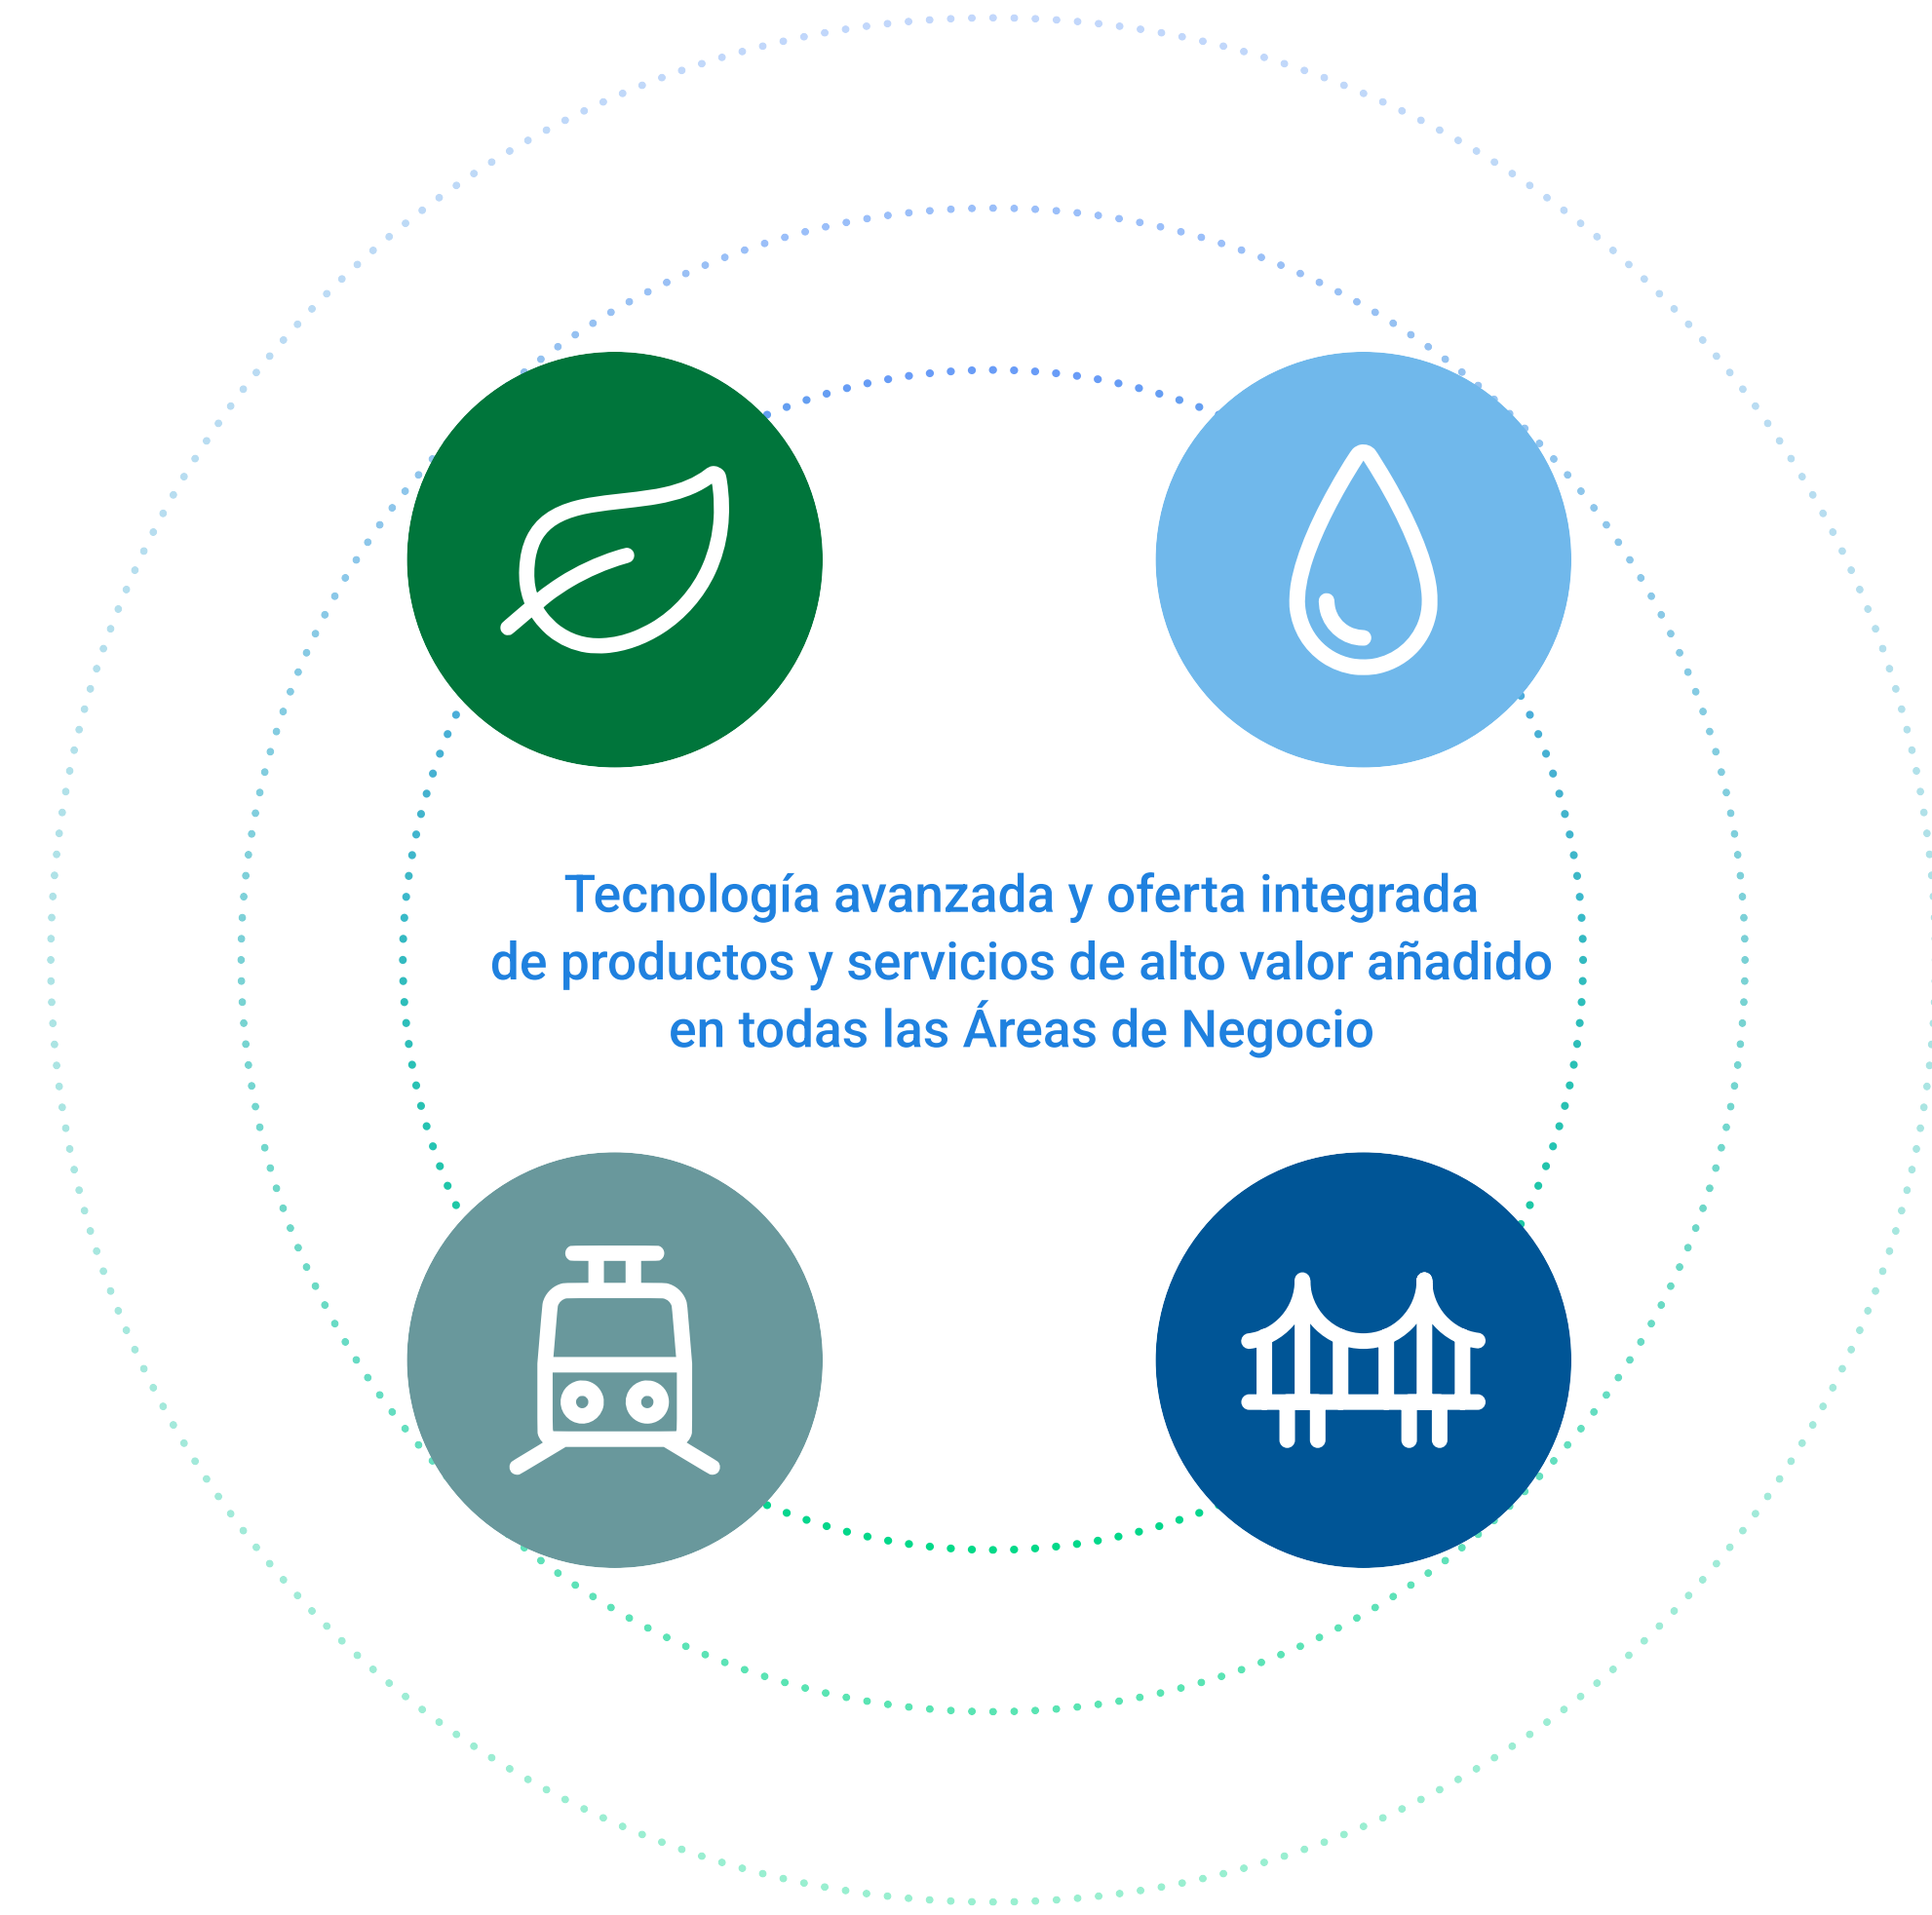 Tecnología avanzada y oferta integrada
de productos y servicios de alto valor añadido
en todas las Áreas de Negocio